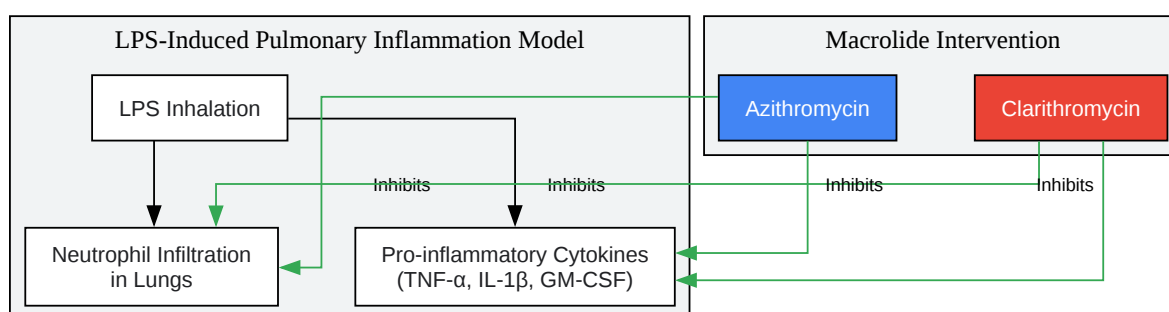 LPS-Induced Pulmonary Inflammation Model
Macrolide Intervention
LPS Inhalation
Azithromycin
Clarithromycin
Inhibits
Inhibits
Inhibits
Inhibits
Neutrophil Infiltration
in Lungs
Pro-inflammatory Cytokines
(TNF-α, IL-1β, GM-CSF)